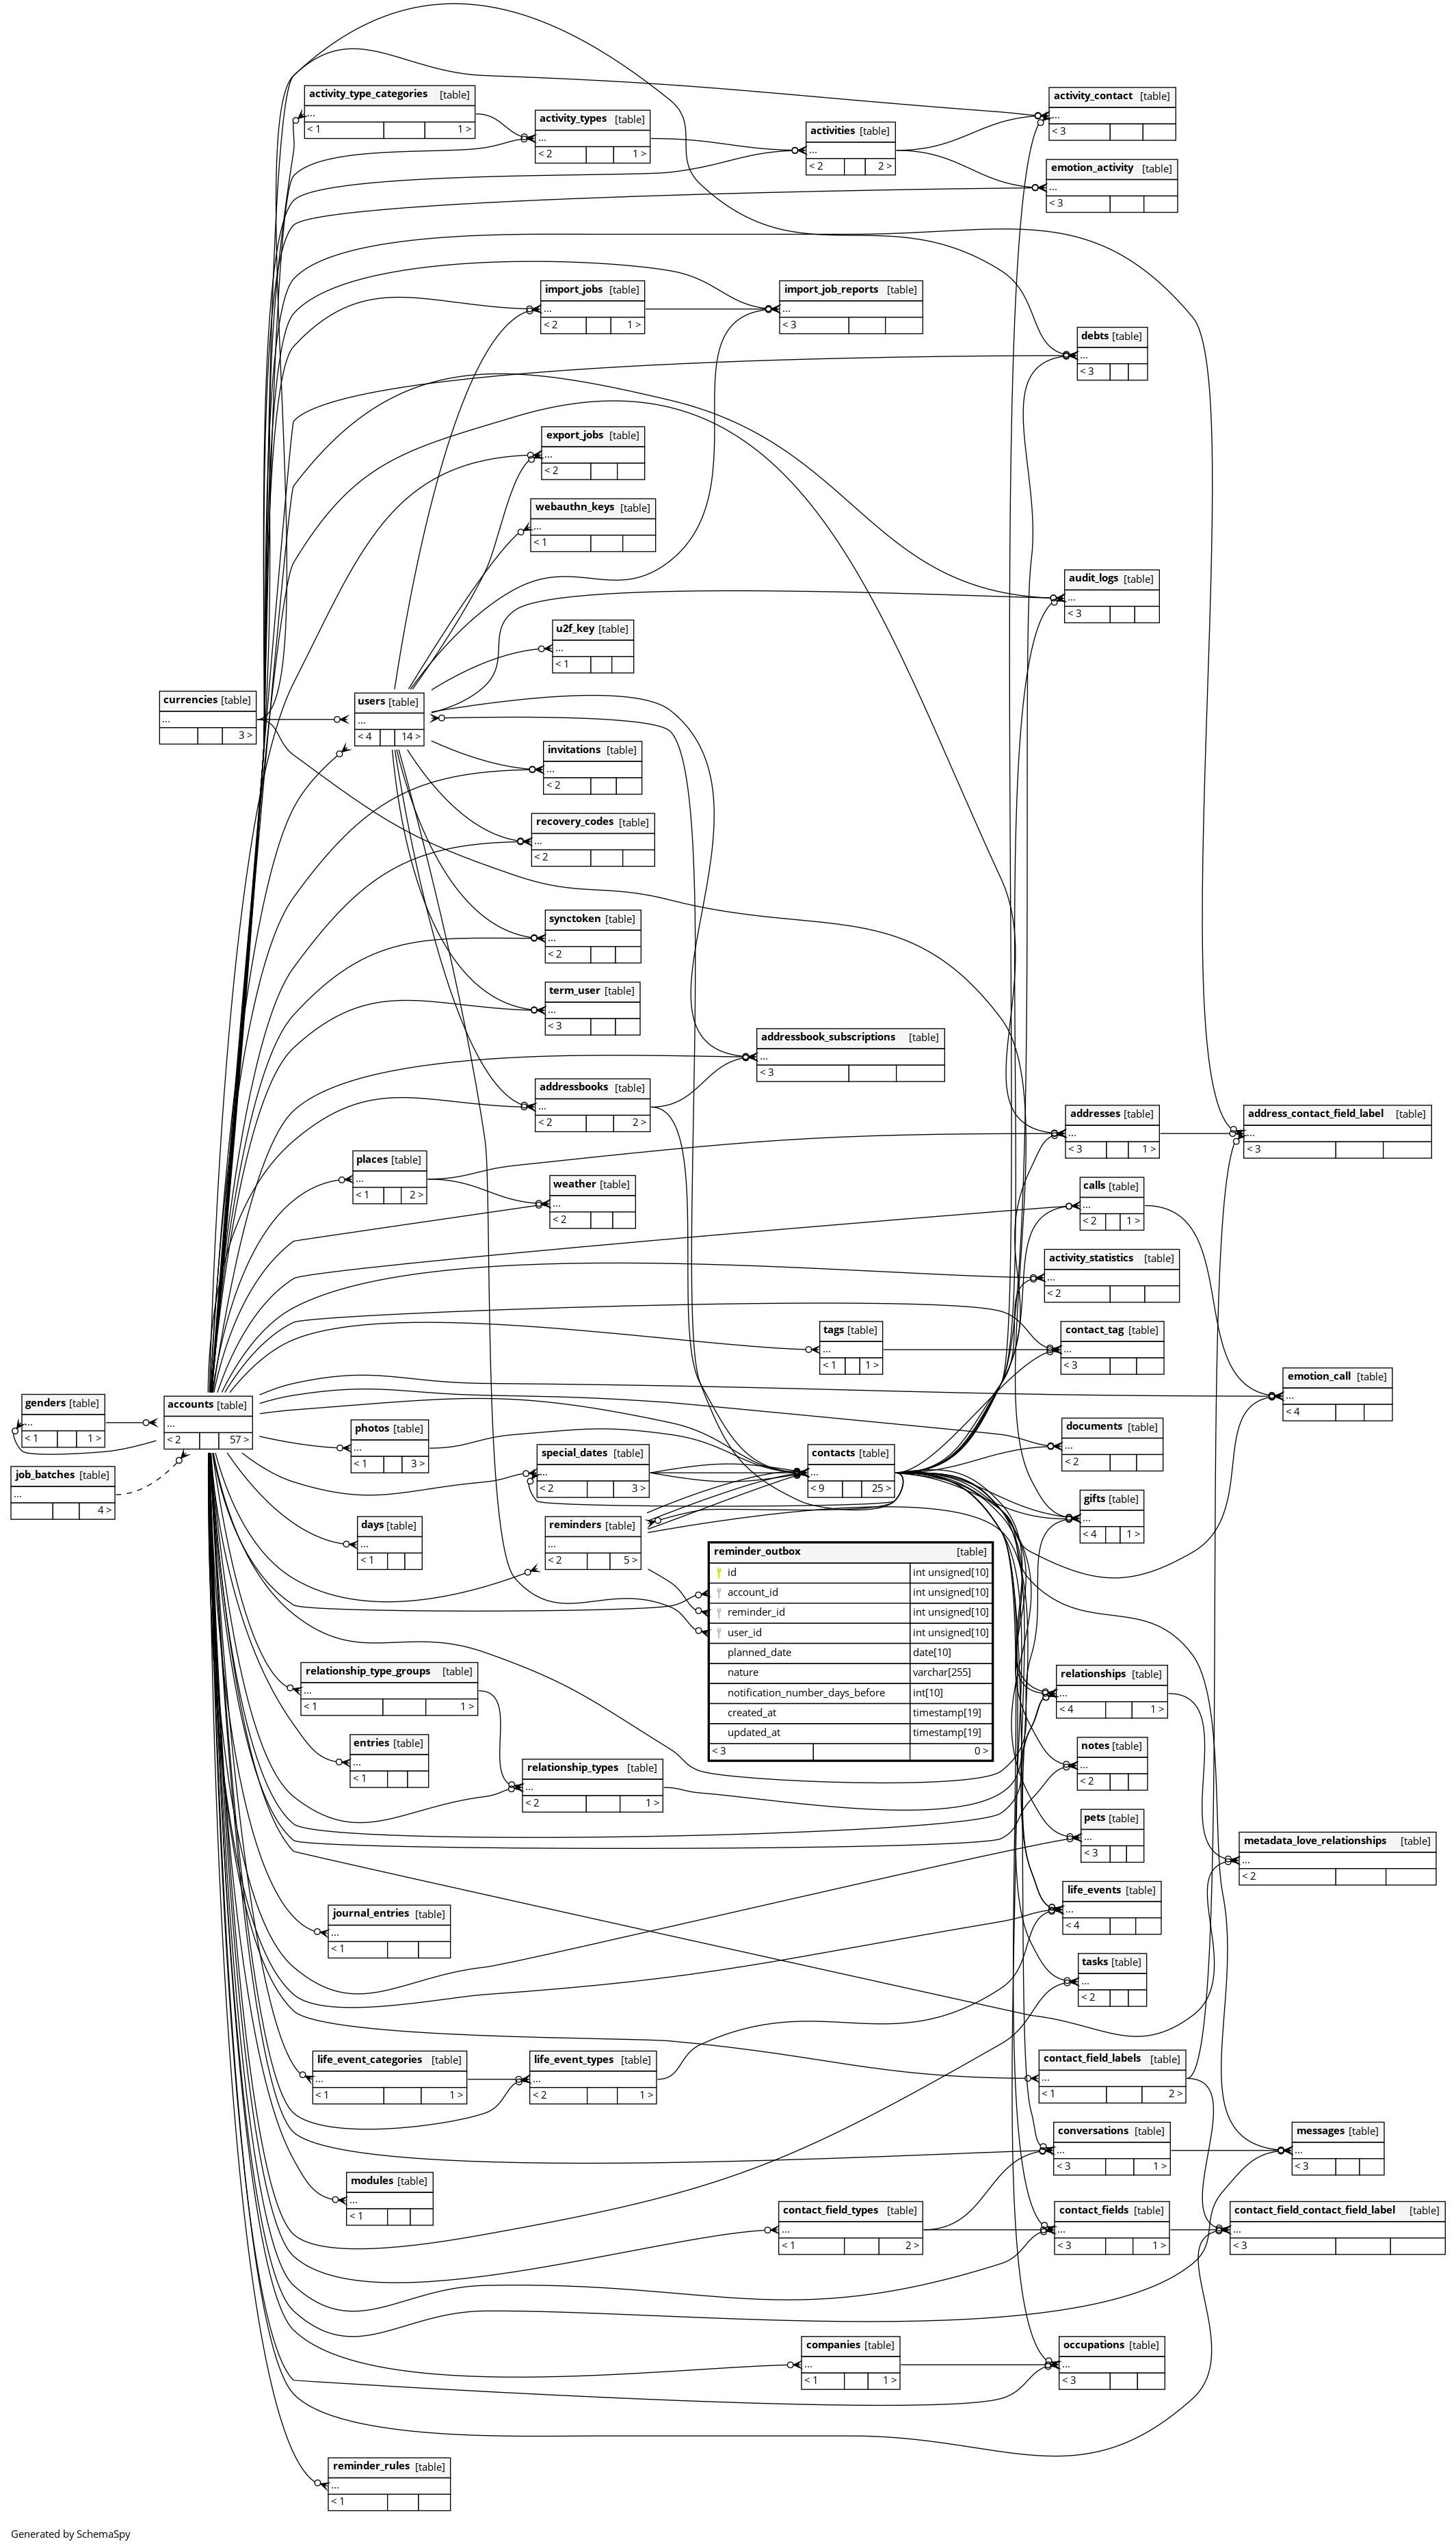 activity_type_categories [table]
...
< 1 1 >
activity_types [table]
...
< 2 1 >
activities [table]
...
< 2 2 >
activity_contact [table]
...
< 3
emotion_activity [table]
...
< 3
import_jobs [table]
...
< 2 1 >
import_job_reports [table]
...
< 3
debts [table]
...
< 3
export_jobs [table]
...
< 2
webauthn_keys [table]
...
< 1
audit_logs [table]
...
< 3
u2f_key [table]
...
< 1
currencies [table]
...
3 >
users [table]
...
< 4 14 >
invitations [table]
...
< 2
recovery_codes [table]
...
< 2
synctoken [table]
...
< 2
term_user [table]
...
< 3
addressbook_subscriptions [table]
...
< 3
addressbooks [table]
...
< 2 2 >
addresses [table]
...
< 3 1 >
address_contact_field_label [table]
...
< 3
places [table]
...
< 1 2 >
weather [table]
...
< 2
calls [table]
...
< 2 1 >
activity_statistics [table]
...
< 2
tags [table]
...
< 1 1 >
contact_tag [table]
...
< 3
emotion_call [table]
...
< 4
genders [table]
...
< 1 1 >
accounts [table]
...
< 2 57 >
job_batches [table]
...
4 >
photos [table]
...
< 1 3 >
special_dates [table]
...
< 2 3 >
contacts [table]
...
< 9 25 >
documents [table]
...
< 2
gifts [table]
...
< 4 1 >
days [table]
...
< 1
reminders [table]
...
< 2 5 >
reminder_outbox [table]
id int unsigned[10]
account_id int unsigned[10]
reminder_id int unsigned[10]
user_id int unsigned[10]
planned_date date[10]
nature varchar[255]
notification_number_days_before int[10]
created_at timestamp[19]
updated_at timestamp[19]
< 3 0 >
relationship_type_groups [table]
...
< 1 1 >
relationships [table]
...
< 4 1 >
entries [table]
...
< 1
relationship_types [table]
...
< 2 1 >
notes [table]
...
< 2
pets [table]
...
< 3
metadata_love_relationships [table]
...
< 2
life_events [table]
...
< 4
journal_entries [table]
...
< 1
tasks [table]
...
< 2
life_event_categories [table]
...
< 1 1 >
life_event_types [table]
...
< 2 1 >
contact_field_labels [table]
...
< 1 2 >
conversations [table]
...
< 3 1 >
messages [table]
...
< 3
modules [table]
...
< 1
contact_field_types [table]
...
< 1 2 >
contact_fields [table]
...
< 3 1 >
contact_field_contact_field_label [table]
...
< 3
companies [table]
...
< 1 1 >
occupations [table]
...
< 3
reminder_rules [table]
...
< 1
Generated by SchemaSpy